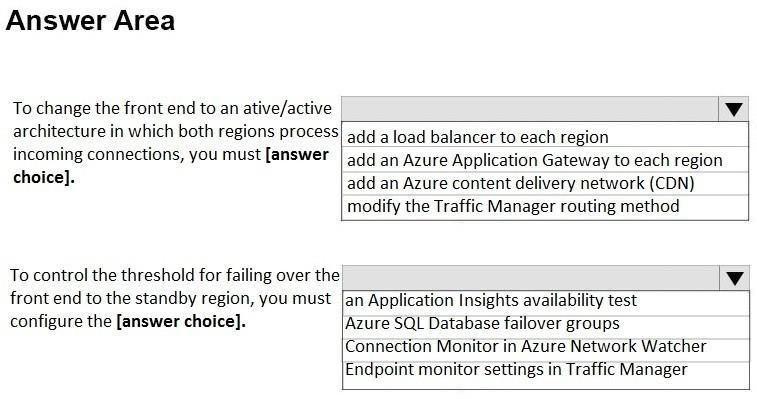 Answer Area
To change the front end to an ative/active
architecture in which both regions process
incoming connections, you must [answer
choice].
add a load balancer to each region
add an Azure Application Gateway to each region
add an Azure content delivery network (CDN)
modify the Traffic Manager routing method
To control the threshold for failing over the
front end to the standby region, you must
configure the [answer choice].
an Application Insights availability test
Azure SQL Database failover groups
Connection Monitor in Azure Network Watcher
Endpoint monitor settings in Traffic Manager